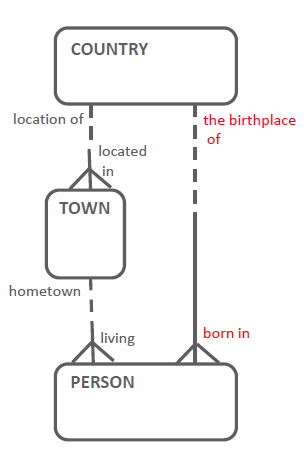 COUNTRY
location of
the birthplace
of
located
in
TOWN
hometown
living
born in
PERSON